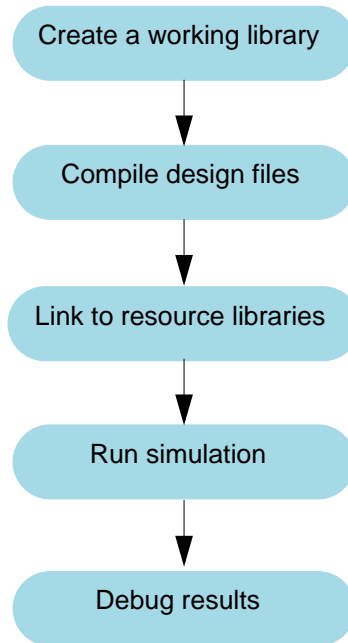 Create a working library
Compile design files
Link to resource libraries
Run simulation
Debug results